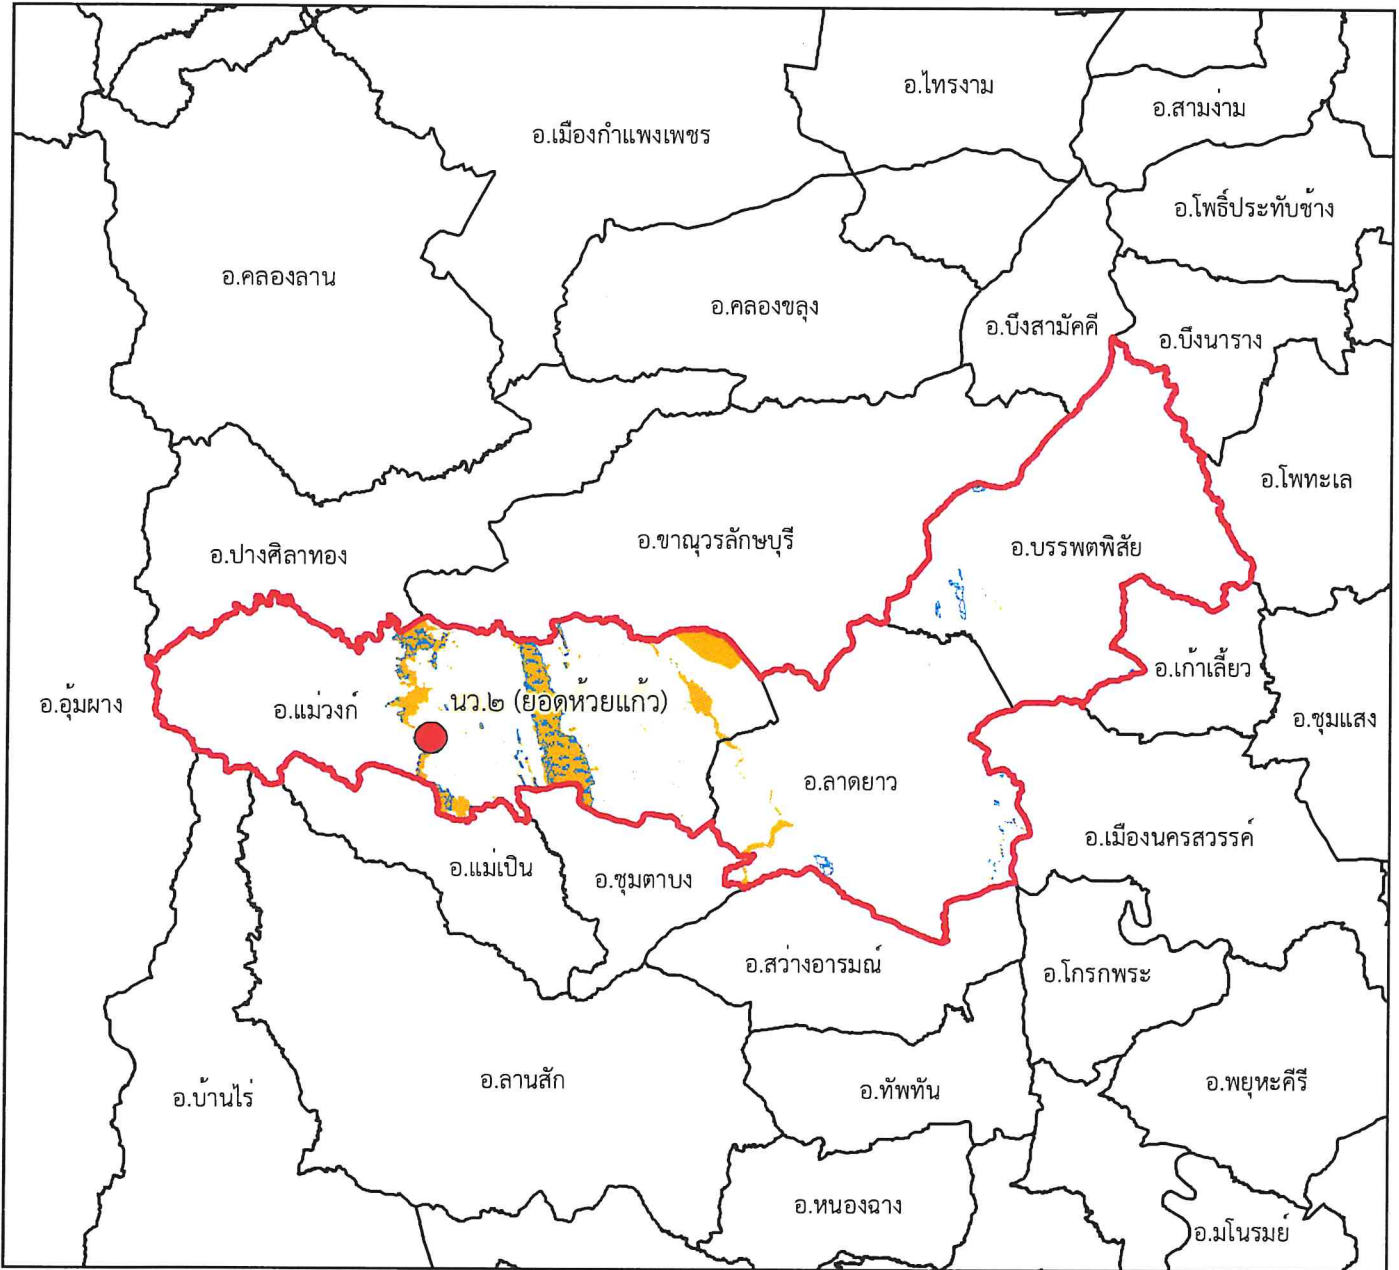 อ.ไทรงาม
อ.สามง่าม
อ.เมืองกำแพงเพชร
อ.โพธิ์ประทับช้าง
อ.คลองลาน
อ.คลองขลุง
อ.บึงสามัคคี
อ.บึงนาราง
อ.โพทะเล
อ.ขาณุวรลักษบุรี
อ.บรรพตพิสัย
อ.ปางศิลาทอง
อ.เก้าเลี้ยว
อ.อุ้มผาง
อ.แม่วงก์
นว.๒ (ยอดห้วยแก้ว)
อ.ชุมแสง
อ.ลาดยาว
อ.เมืองนครสวรรค์
อ.แม่เปิน
อ.ชุมตาบง
อ.สว่างอารมณ์
อ.โกรกพระ
อ.ลานสัก
อ.ทัพทัน
อ.พยุหะคีรี
อ.บ้านไร่
อ.หนองฉาง
อ.มโนรมย์